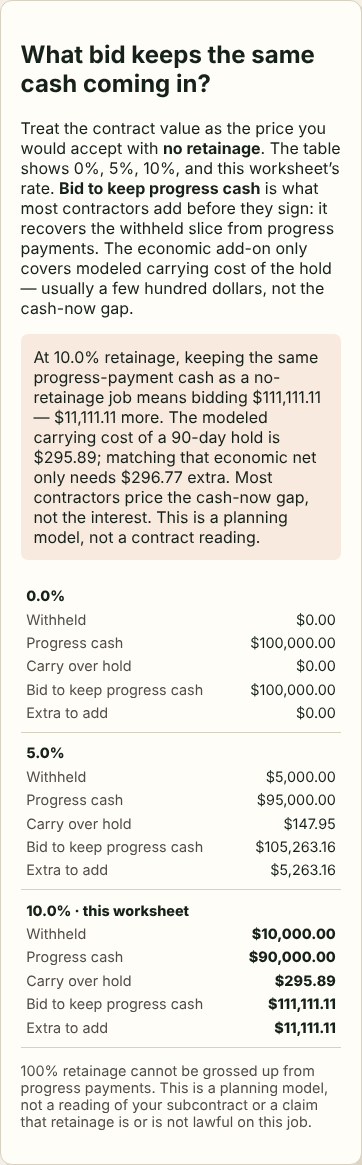 What bid keeps the same
cash coming in?
Treat the contract value as the price you
would accept with no retainage. The table
shows 0%, 5%, 10%, and this worksheet’s
rate. Bid to keep progress cash is what
most contractors add before they sign: it
recovers the withheld slice from progress
payments. The economic add-on only
covers modeled carrying cost of the hold
— usually a few hundred dollars, not the
cash-now gap.
At 10.0% retainage, keeping the same
progress-payment cash as a no-
retainage job means bidding $111,111.11
— $11,111.11 more. The modeled
carrying cost of a 90-day hold is
$295.89; matching that economic net
only needs $296.77 extra. Most
contractors price the cash-now gap,
not the interest. This is a planning
model, not a contract reading.
0.0%
Withheld $0.00
Progress cash $100,000.00
Carry over hold $0.00
Bid to keep progress cash $100,000.00
Extra to add $0.00
5.0%
Withheld $5,000.00
Progress cash $95,000.00
Carry over hold $147.95
Bid to keep progress cash $105,263.16
Extra to add $5,263.16
10.0% · this worksheet
Withheld $10,000.00
Progress cash $90,000.00
Carry over hold $295.89
Bid to keep progress cash $111,111.11
Extra to add $11,111.11
100% retainage cannot be grossed up from
progress payments. This is a planning model,
not a reading of your subcontract or a claim
that retainage is or is not lawful on this job.